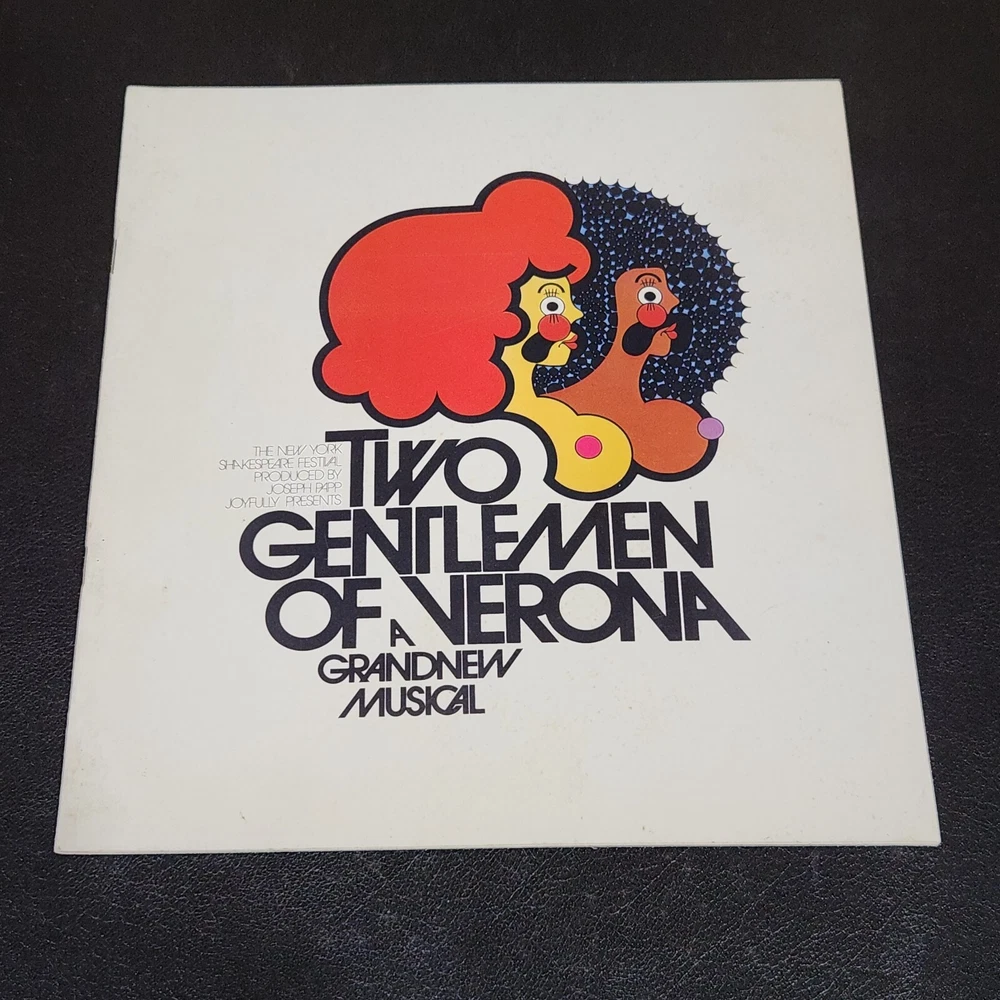 THE NEW YORK
SHAKESPEARE FESTIVAL
PRODUCED BY
JOSEPH PAPP
JOYFULLY PRESENTS
TWO
GENTLEMEN
OF VERONA
A
GRANDNEW
MUSICAL